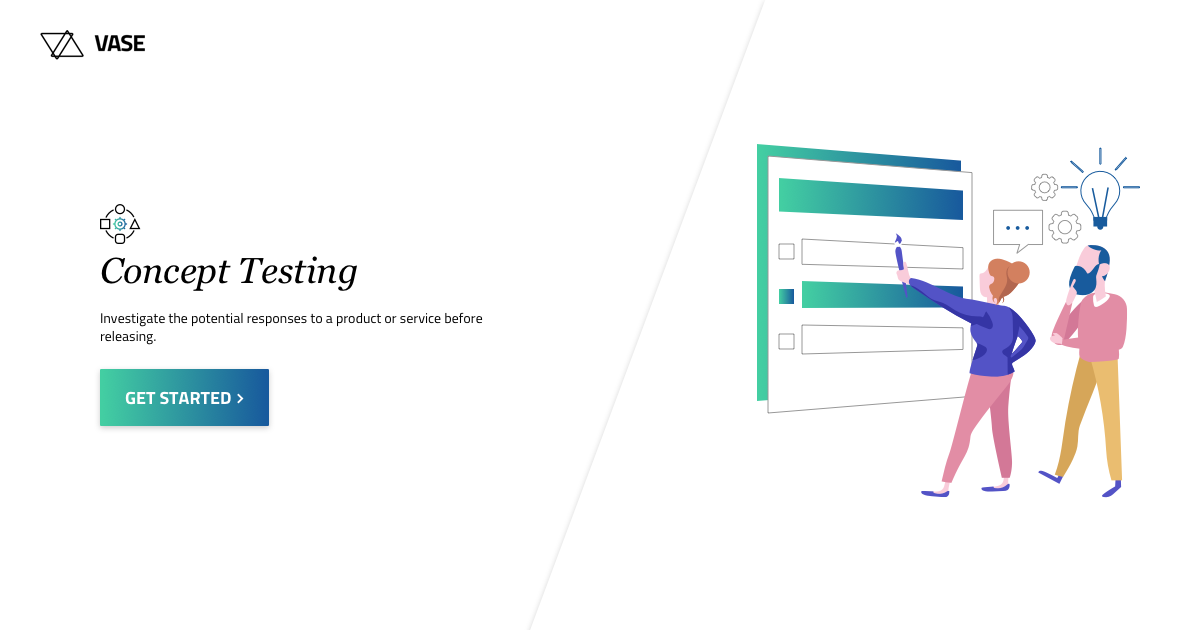 VASE
Concept Testing
Investigate the potential responses to a product or service before
releasing.
GET STARTED >